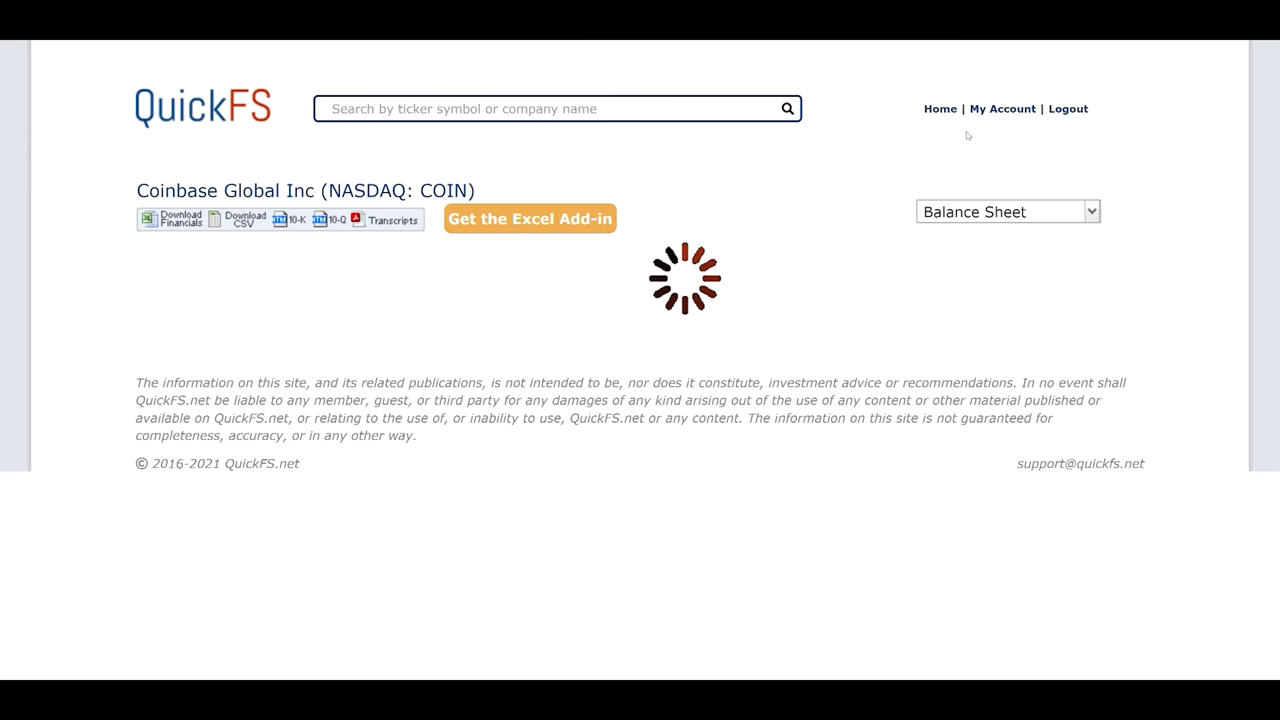 QuickFS
Search by ticker symbol or company name
Home | My Account | Logout
Coinbase Global Inc (NASDAQ: COIN)
Download Financials
Download CSV
10-K
10-Q
Transcripts
Get the Excel Add-in
Balance Sheet
The information on this site, and its related publications, is not intended to be, nor does it constitute, investment advice or recommendations. In no event shall
QuickFS.net be liable to any member, guest, or third party for any damages of any kind arising out of the use of any content or other material published or
available on QuickFS.net, or relating to the use of, or inability to use, QuickFS.net or any content. The information on this site is not guaranteed for
completeness, accuracy, or in any other way.
© 2016-2021 QuickFS.net
support@quickfs.net